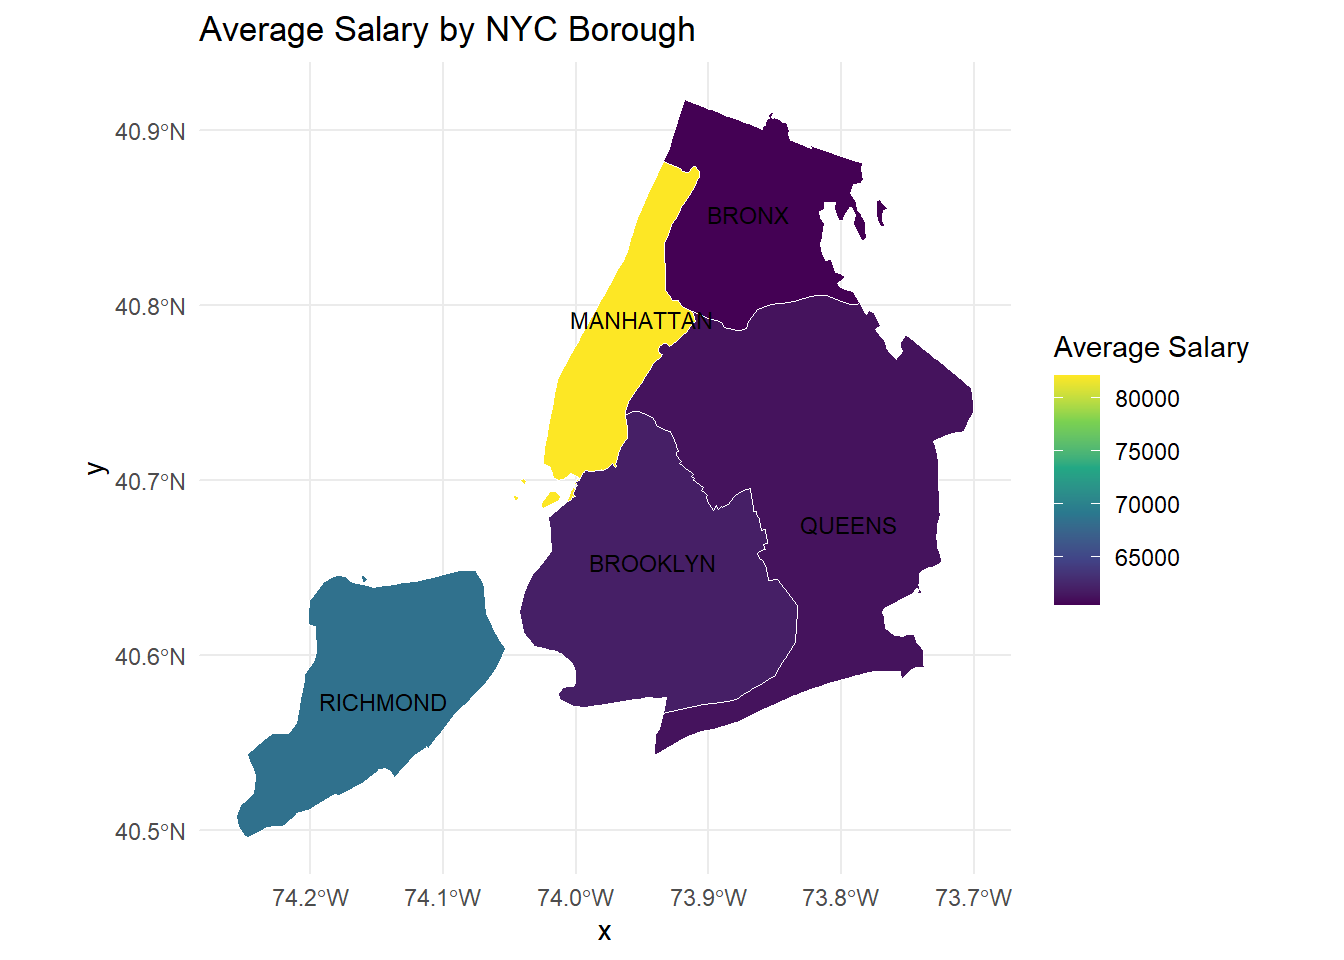 Average Salary by NYC Borough
40.9°N
40.8°N
40.7°N
40.6°N
40.5°N
y
BRONX
MANHATTAN
QUEENS
BROOKLYN
RICHMOND
74.2°W
74.1°W
74.0°W
73.9°W
73.8°W
73.7°W
x
Average Salary
80000
75000
70000
65000